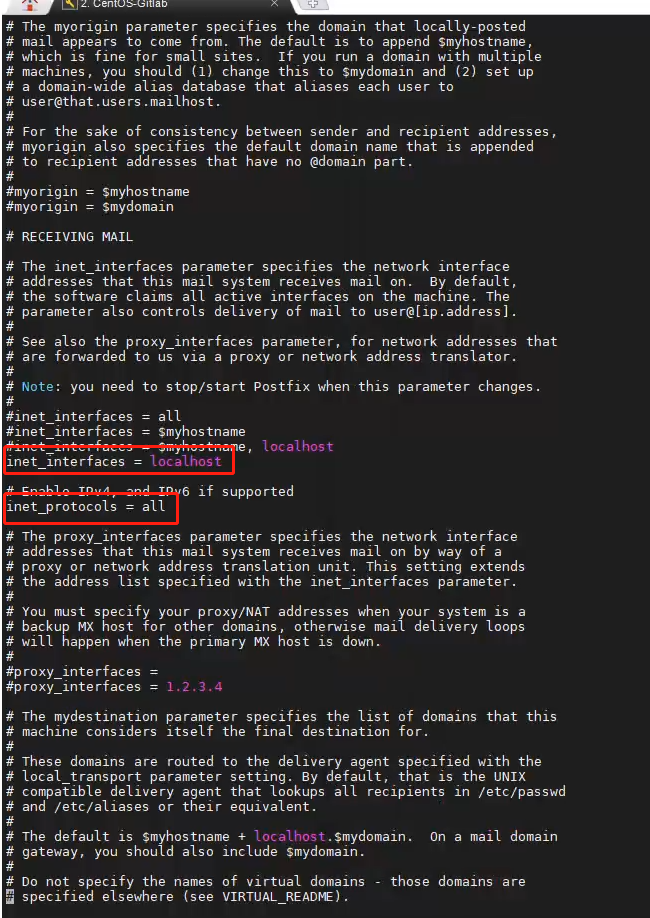 2. CentOS-Gitlab
# The myorigin parameter specifies the domain that locally-posted
# mail appears to come from. The default is to append $myhostname,
# which is fine for small sites.  If you run a domain with multiple
# machines, you should (1) change this to $mydomain and (2) set up
# a domain-wide alias database that aliases each user to
# user@that.users.mailhost.
#
# For the sake of consistency between sender and recipient addresses,
# myorigin also specifies the default domain name that is appended
# to recipient addresses that have no @domain part.
#
#myorigin = $myhostname
#myorigin = $mydomain
# RECEIVING MAIL
# The inet_interfaces parameter specifies the network interface
# addresses that this mail system receives mail on.  By default,
# the software claims all active interfaces on the machine. The
# parameter also controls delivery of mail to user@[ip.address].
#
# See also the proxy_interfaces parameter, for network addresses that
# are forwarded to us via a proxy or network address translator.
#
# Note: you need to stop/start Postfix when this parameter changes.
#
#inet_interfaces = all
#inet_interfaces = $myhostname
#inet_interfaces = $myhostname, localhost
inet_interfaces = localhost
# Enable IPv4, and IPv6 if supported
inet_protocols = all
# The proxy_interfaces parameter specifies the network interface
# addresses that this mail system receives mail on by way of a
# proxy or network address translation unit. This setting extends
# the address list specified with the inet_interfaces parameter.
#
# You must specify your proxy/NAT addresses when your system is a
# backup MX host for other domains, otherwise mail delivery loops
# will happen when the primary MX host is down.
#
#proxy_interfaces =
#proxy_interfaces = 1.2.3.4
# The mydestination parameter specifies the list of domains that this
# machine considers itself the final destination for.
#
# These domains are routed to the delivery agent specified with the
# local_transport parameter setting. By default, that is the UNIX
# compatible delivery agent that lookups all recipients in /etc/passwd
# and /etc/aliases or their equivalent.
#
# The default is $myhostname + localhost.$mydomain.  On a mail domain
# gateway, you should also include $mydomain.
#
# Do not specify the names of virtual domains - those domains are
# specified elsewhere (see VIRTUAL_README).